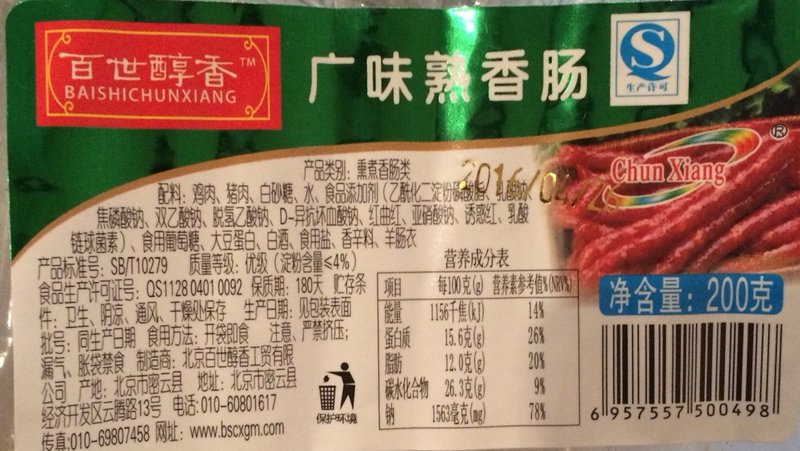 百世醇香™
BAISHICHUNXIANG
广味熟香肠
生产许可
产品类别：熏煮香肠类
2016/0
Chun Xiang®
配料：鸡肉、猪肉、白砂糖、水、食品添加剂（乙酰化二淀粉磷酸酯、乳酸钠、
焦磷酸钠、双乙酸钠、脱氢乙酸钠、D-异抗坏血酸钠、红曲红、亚硝酸钠、诱惑红、乳酸
链球菌素）、食用葡萄糖、大豆蛋白、白酒、食用盐、香辛料、羊肠衣
产品标准号：SB/T10279 质量等级：优级（淀粉含量≤4%）
食品生产许可证号：QS1128 0401 0092 保质期：180天 贮存条
件：卫生、阴凉、通风、干燥处保存 生产日期：见包装表面
批号：同生产日期 食用方法：开袋即食 注意、严禁挤压；
漏气、胀袋禁食 制造商：北京百世醇香工贸有限
公司 产地：北京市密云县 地址：北京市密云县
经济开发区云腾路13号 电话：010-60801617
传真：010-69807458 网址：www.bscxgm.com
保护环境
营养成分表
项目 每100克(g) 营养素参考值%(NRV%)
能量 1156千焦(kJ) 14%
蛋白质 15.6克(g) 26%
脂肪 12.0克(g) 20%
碳水化合物 26.3克(g) 9%
钠 1563毫克(mg) 78%
净含量：200克
6 957557 500498